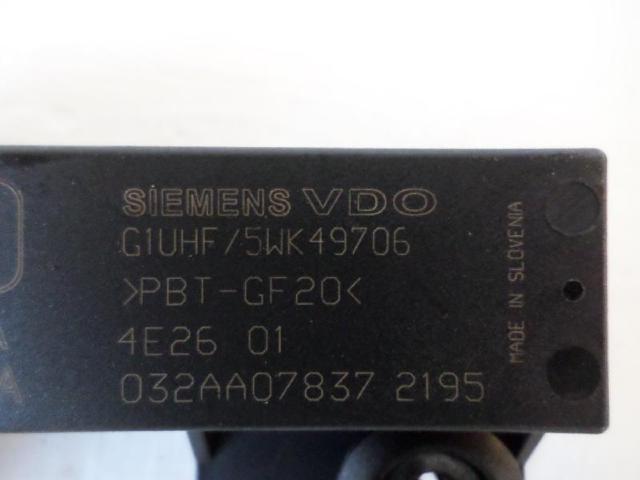 SIEMENS VDO
G1UHF/5WK49706
>PBT-GF20<
4E26 01
032AA07837 2195
MADE IN SLOVENIA
A
A